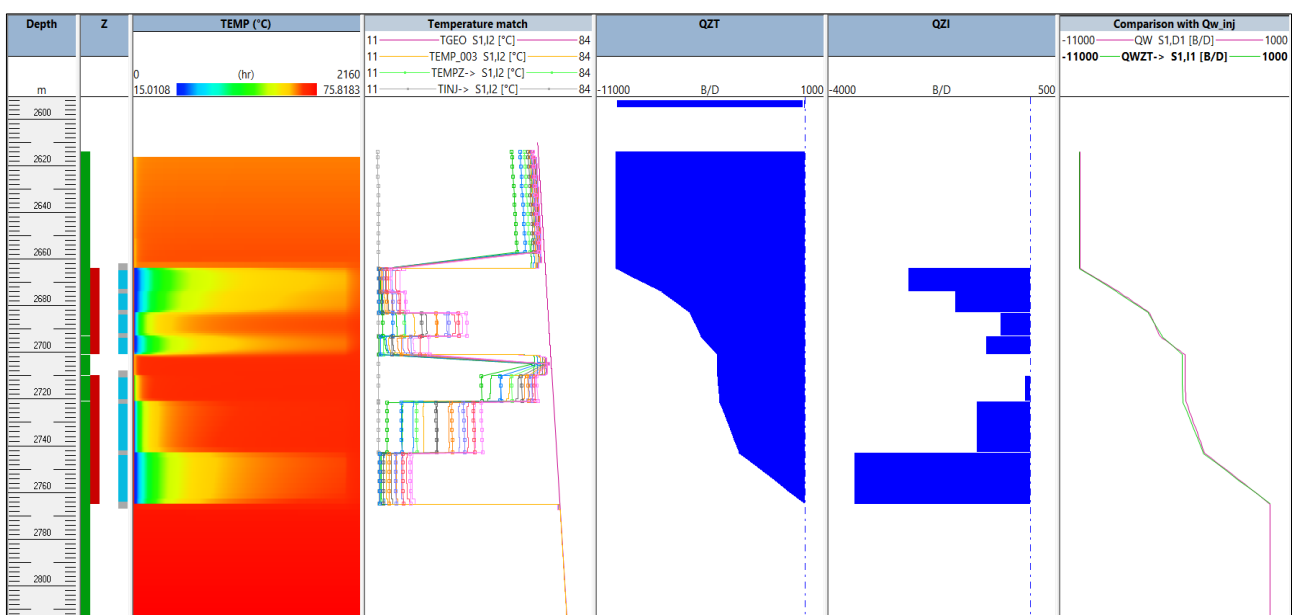 Depth Z TEMP (°C) Temperature match QZT QZI Comparison with Qw_inj
11 TGEO S1,I2 [°C] 84
-11000 QW S1,D1 [B/D] 1000
11 TEMP_003 S1,I2 [°C] 84
-11000 QWZT-> S1,I1 [B/D] 1000
0 (hr) 2160
11 TEMPZ-> S1,I2 [°C] 84
m 15.0108 75.8183
11 TINJ-> S1,I2 [°C] 84
-11000 B/D 1000
-4000 B/D 500
2600
2620
2640
2660
2680
2700
2720
2740
2760
2780
2800